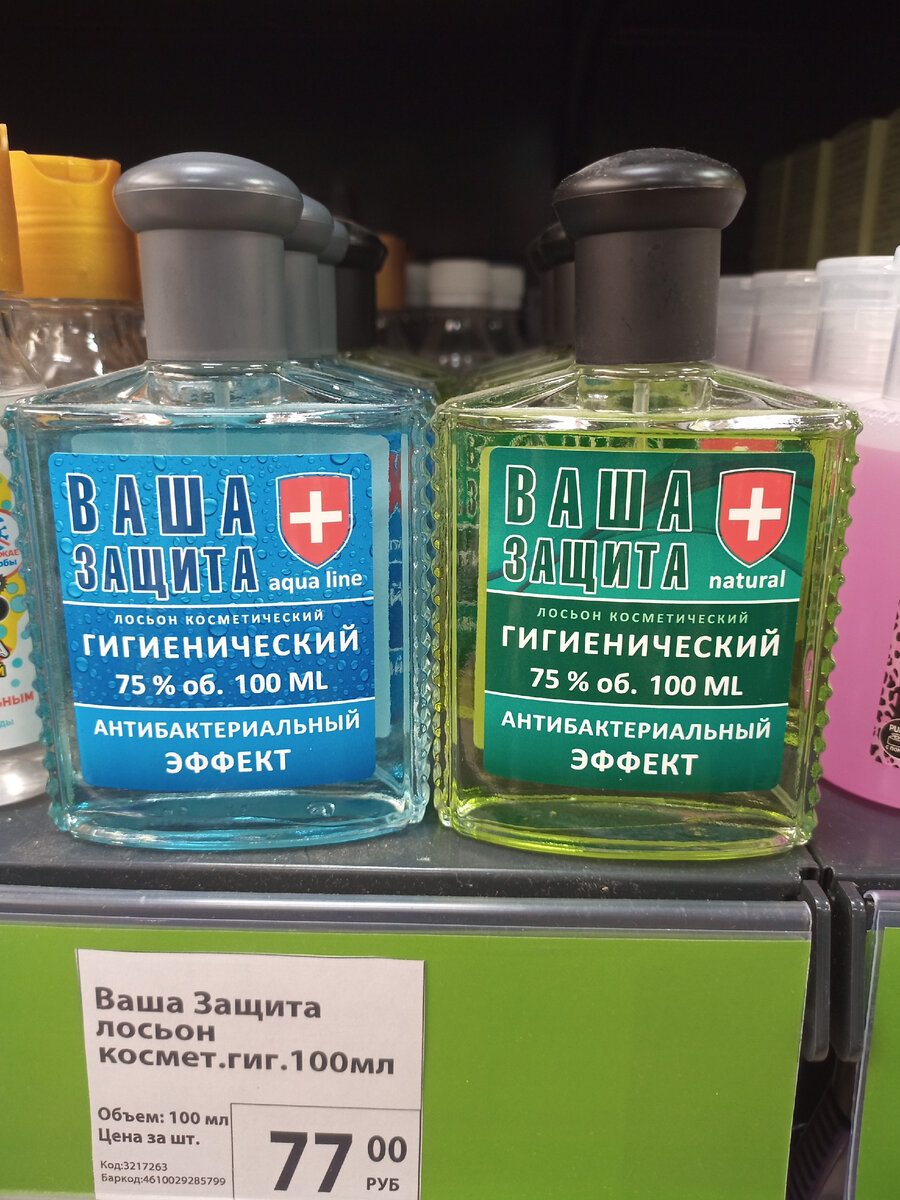 ВАША
ЗАЩИТА
aqua line
ЛОСЬОН КОСМЕТИЧЕСКИЙ
ГИГИЕНИЧЕСКИЙ
75 % об. 100 ML
АНТИБАКТЕРИАЛЬНЫЙ
ЭФФЕКТ
ВАША
ЗАЩИТА
natural
ЛОСЬОН КОСМЕТИЧЕСКИЙ
ГИГИЕНИЧЕСКИЙ
75 % об. 100 ML
АНТИБАКТЕРИАЛЬНЫЙ
ЭФФЕКТ
Ваша Защита
лосьон
космет.гиг.100мл
Объем: 100 мл
Цена за шт.
Код:3217263
Баркод:4610029285799
77 00
РУБ